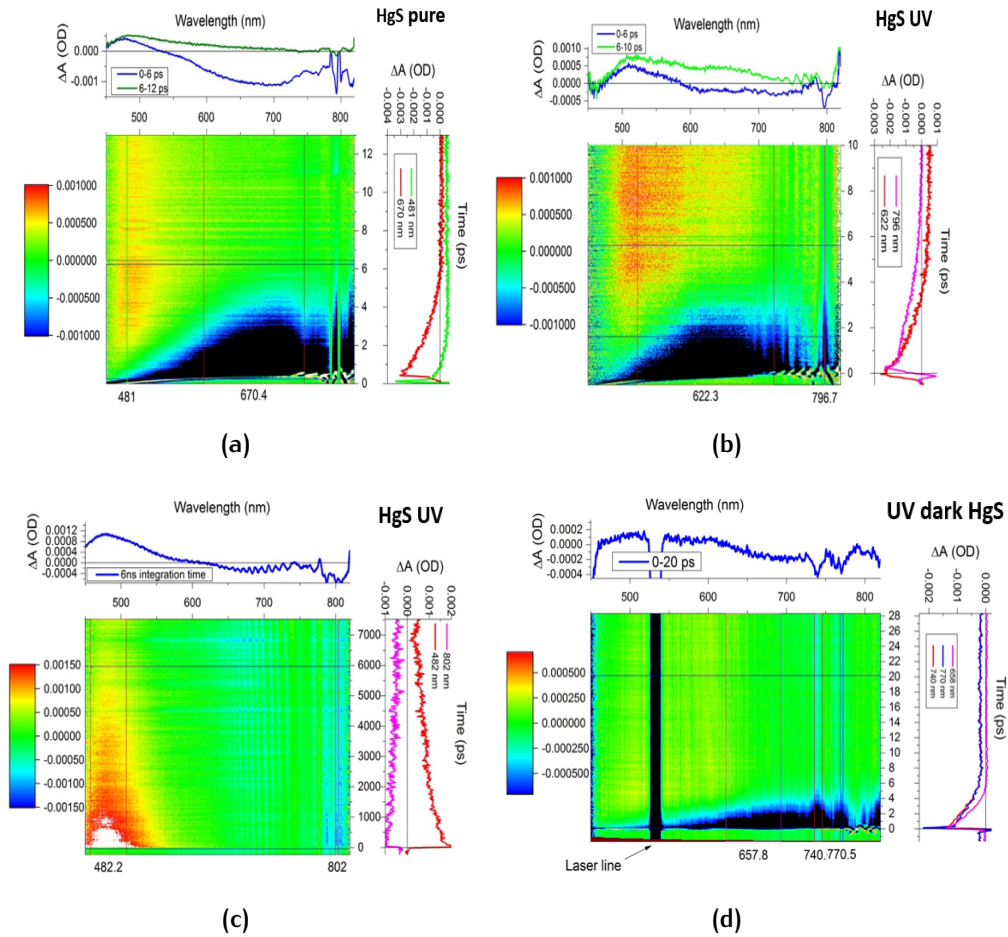 Wavelength (nm)
HgS pure
ΔA (OD)
0.000
-0.001
0-6 ps
6-12 ps
500 600 700 800
ΔA (OD)
-0.004
-0.003
-0.002
-0.001
0.000
0.001000
0.000500
0.000000
-0.000500
-0.001000
481 nm
670 nm
12
10
8
6
4
2
0
Time (ps)
481 670.4
(a)
Wavelength (nm)
HgS UV
ΔA (OD)
0.0010
0.0005
0.0000
-0.0005
0-6 ps
6-10 ps
500 600 700 800
ΔA (OD)
-0.003
-0.002
-0.001
0.000
0.001
0.001000
0.000500
0.000000
-0.000500
-0.001000
796 nm
622 nm
10
8
6
4
2
0
Time (ps)
622.3 796.7
(b)
Wavelength (nm)
HgS UV
ΔA (OD)
0.0012
0.0004
0.0000
-0.0004
6ns integration time
500 600 700 800
ΔA (OD)
-0.001
0.000
0.001
0.002
0.00150
0.00100
0.00050
0.00000
-0.00050
-0.00100
-0.00150
802 nm
482 nm
7000
6000
5000
4000
3000
2000
1000
0
Time (ps)
482.2 802
(c)
Wavelength (nm)
UV dark HgS
ΔA (OD)
0.0002
-0.0002
-0.0004
0-20 ps
500 600 700 800
ΔA (OD)
-0.002
-0.001
0.000
0.000500
0.000250
0.000000
-0.000250
-0.000500
658 nm
770 nm
740 nm
28
26
24
22
20
18
16
14
12
10
8
6
4
2
0
Time (ps)
Laser line
657.8 740.7 770.5
(d)